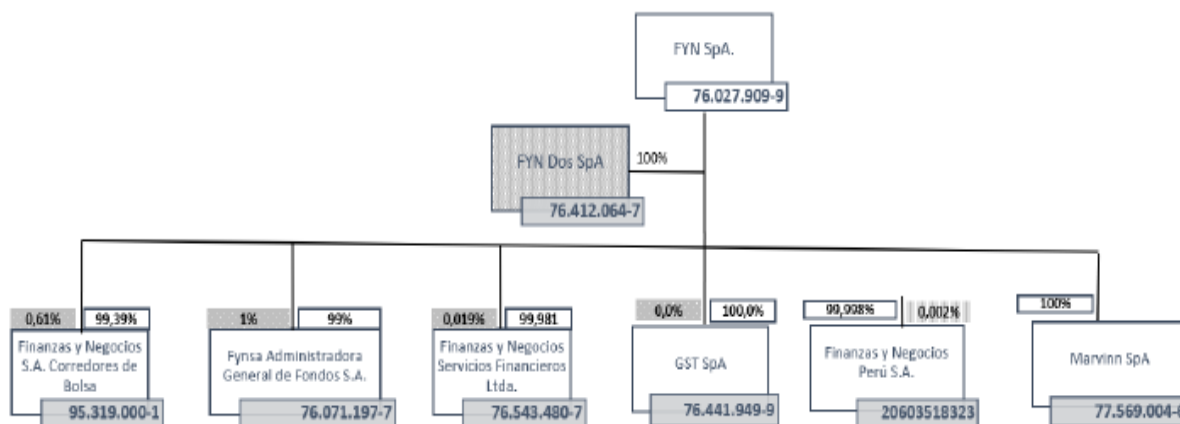 FYN SpA.
76.027.909-9
FYN Dos SpA
100%
76.412.064-7
0,61% 99,39%
Finanzas y Negocios
S.A. Corredores de
Bolsa
95.319.000-1
1% 99%
Fynsa Administradora
General de Fondos S.A.
76.071.197-7
0,019% 99,981
Finanzas y Negocios
Servicios Financieros
Ltda.
76.543.480-7
0,0% 100,0%
GST SpA
76.441.949-9
99,998% 0,002%
Finanzas y Negocios
Perú S.A.
20603518323
100%
Marvinn SpA